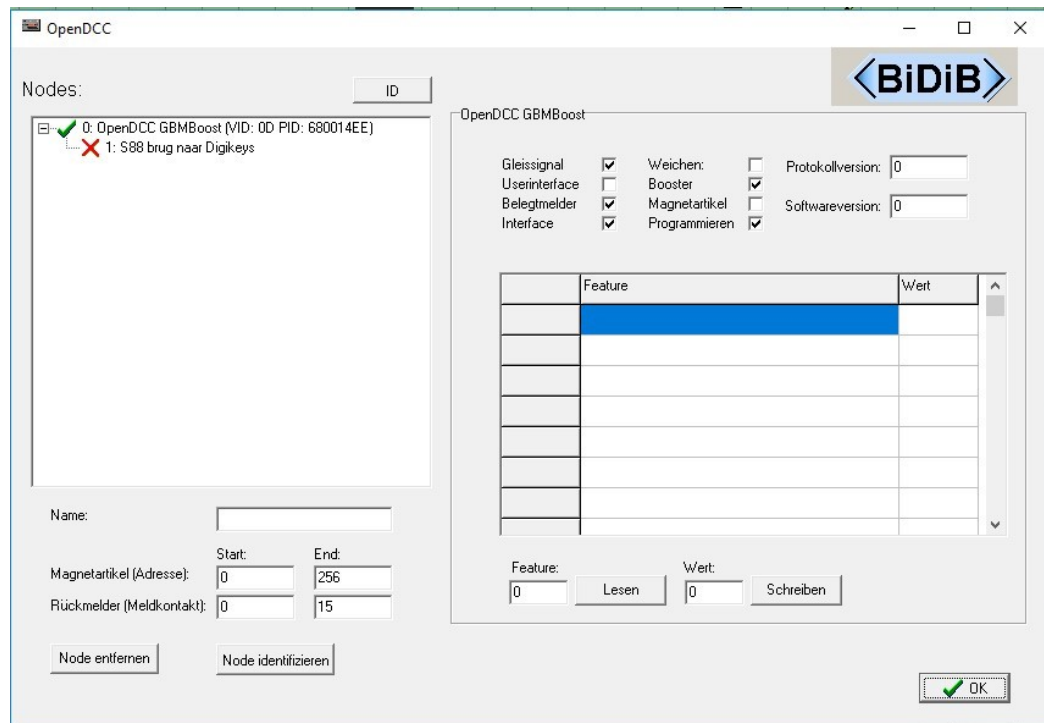 OpenDCC
BiDiB
Nodes:
ID
0: OpenDCC GBMBoost (VID: 0D PID: 680014EE)
1: S88 brug naar Digikeys
OpenDCC GBMBoost
Gleissignal Weichen: Protokollversion: 0
Userinterface Booster
Belegtmelder Magnetartikel Softwareversion: 0
Interface Programmieren
Feature Wert
Name:
Start: End:
Magnetartikel (Adresse): 0 256
Rückmelder (Meldkontakt): 0 15
Feature: Wert:
0 Lesen 0 Schreiben
Node entfernen Node identifizieren
OK